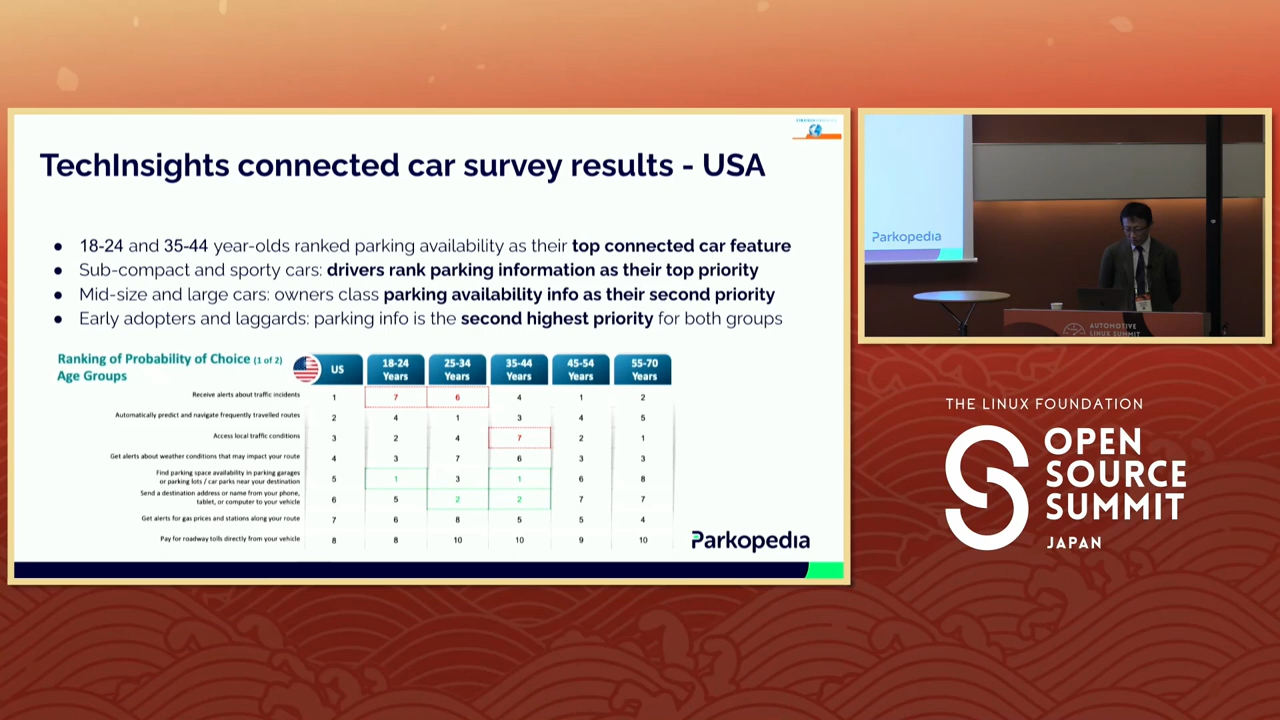 TechInsights connected car survey results - USA
● 18-24 and 35-44 year-olds ranked parking availability as their top connected car feature
● Sub-compact and sporty cars: drivers rank parking information as their top priority
● Mid-size and large cars: owners class parking availability info as their second priority
● Early adopters and laggards: parking info is the second highest priority for both groups
Ranking of Probability of Choice (1 of 2)
Age Groups
US 18-24 Years 25-34 Years 35-44 Years 45-54 Years 55-70 Years
Receive alerts about traffic incidents 1 7 6 4 1 2
Automatically predict and navigate frequently travelled routes 2 4 1 3 4 5
Access local traffic conditions 3 2 4 7 2 1
Get alerts about weather conditions that may impact your route 4 3 7 6 3 3
Find parking space availability in parking garages
or parking lots / car parks near your destination 5 1 3 1 6 8
Send a destination address or name from your phone,
tablet, or computer to your vehicle 6 5 2 2 7 7
Get alerts for gas prices and stations along your route 7 6 8 5 5 4
Pay for roadway tolls directly from your vehicle 8 8 10 10 9 10
Parkopedia
Parkopedia
AUTOMOTIVE
LINUX SUMMIT
THE LINUX FOUNDATION
OPEN
SOURCE
SUMMIT
JAPAN